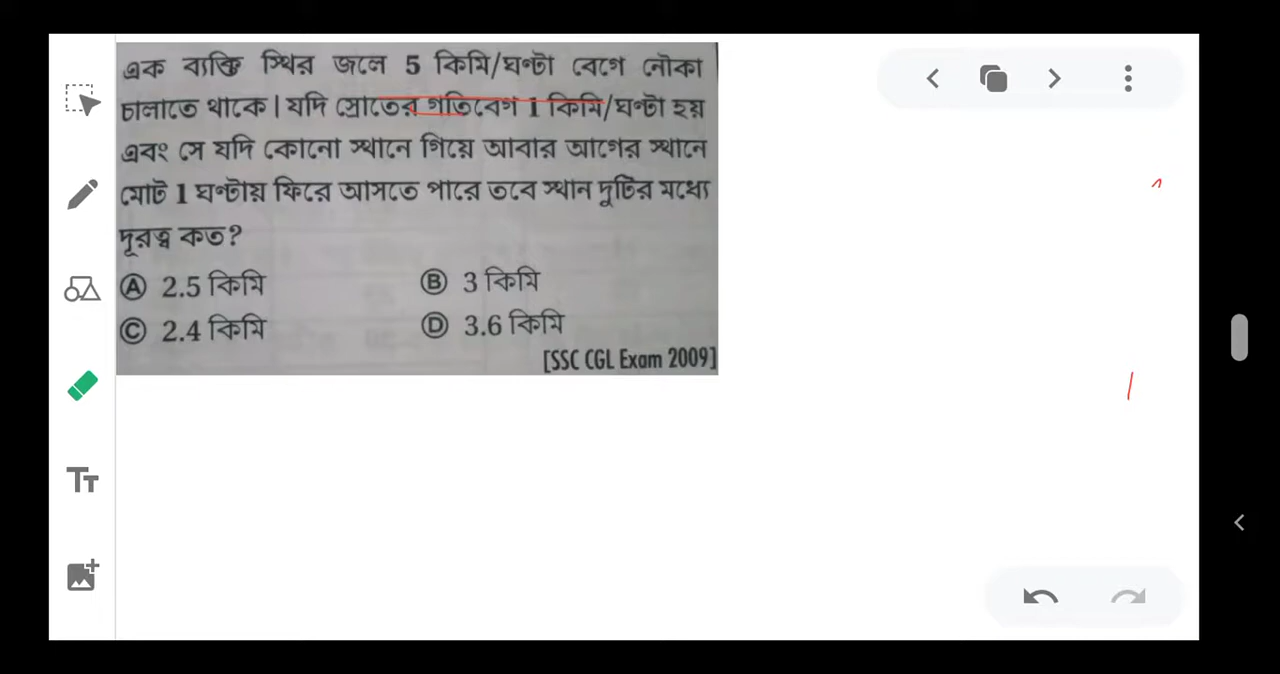 এক ব্যক্তি স্থির জলে 5 কিমি/ঘণ্টা বেগে নৌকা
চালাতে থাকে। যদি স্রোতের গতিবেগ 1 কিমি/ঘণ্টা হয়
এবং সে যদি কোনো স্থানে গিয়ে আবার আগের স্থানে
মোট 1 ঘণ্টায় ফিরে আসতে পারে তবে স্থান দুটির মধ্যে
দূরত্ব কত?
Ⓐ 2.5 কিমি Ⓑ 3 কিমি
Ⓒ 2.4 কিমি Ⓓ 3.6 কিমি
[SSC CGL Exam 2009]
TT